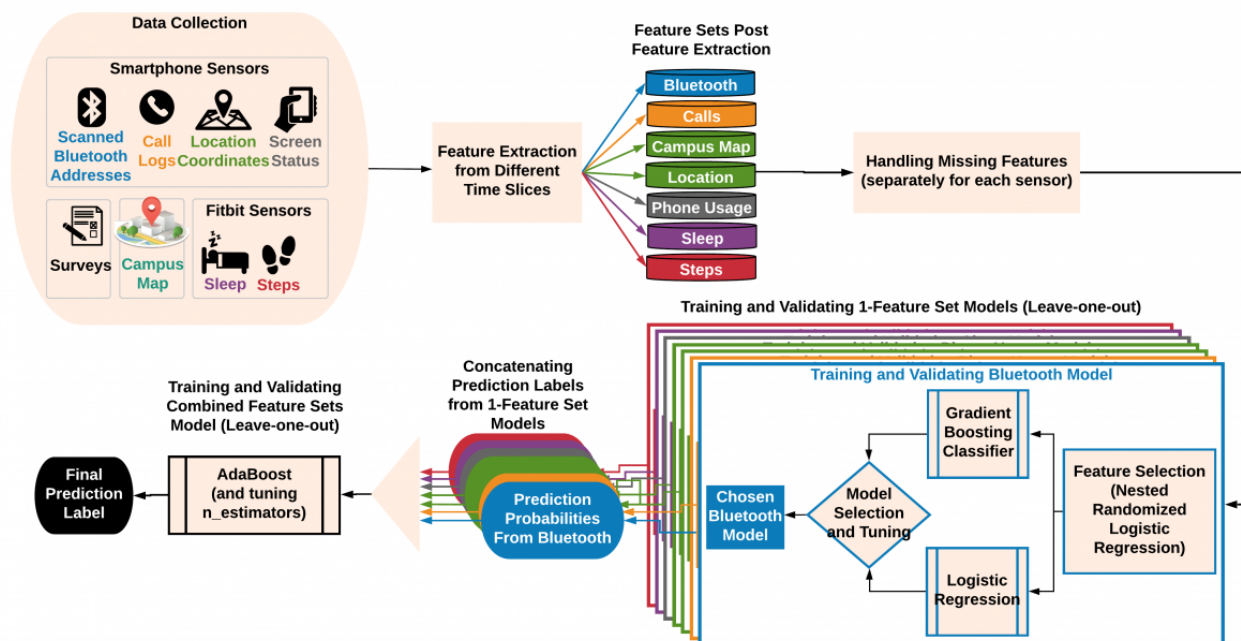 Data Collection
Smartphone Sensors
Scanned
Bluetooth
Addresses
Call
Logs
Location
Coordinates
Screen
Status
Surveys
Campus
Map
Fitbit Sensors
z z z
Sleep
Steps
Feature Extraction
from Different
Time Slices
Feature Sets Post
Feature Extraction
Bluetooth
Calls
Campus Map
Location
Phone Usage
Sleep
Steps
Handling Missing Features
(separately for each sensor)
Training and Validating 1-Feature Set Models (Leave-one-out)
Training and Validating Bluetooth Model
Feature Selection
(Nested
Randomized
Logistic
Regression)
Gradient
Boosting
Classifier
Logistic
Regression
Model
Selection
and Tuning
Chosen
Bluetooth
Model
Concatenating
Prediction Labels
from 1-Feature Set
Models
Prediction
Probabilities
From Bluetooth
Training and Validating
Combined Feature Sets
Model (Leave-one-out)
AdaBoost
(and tuning
n_estimators)
Final
Prediction
Label